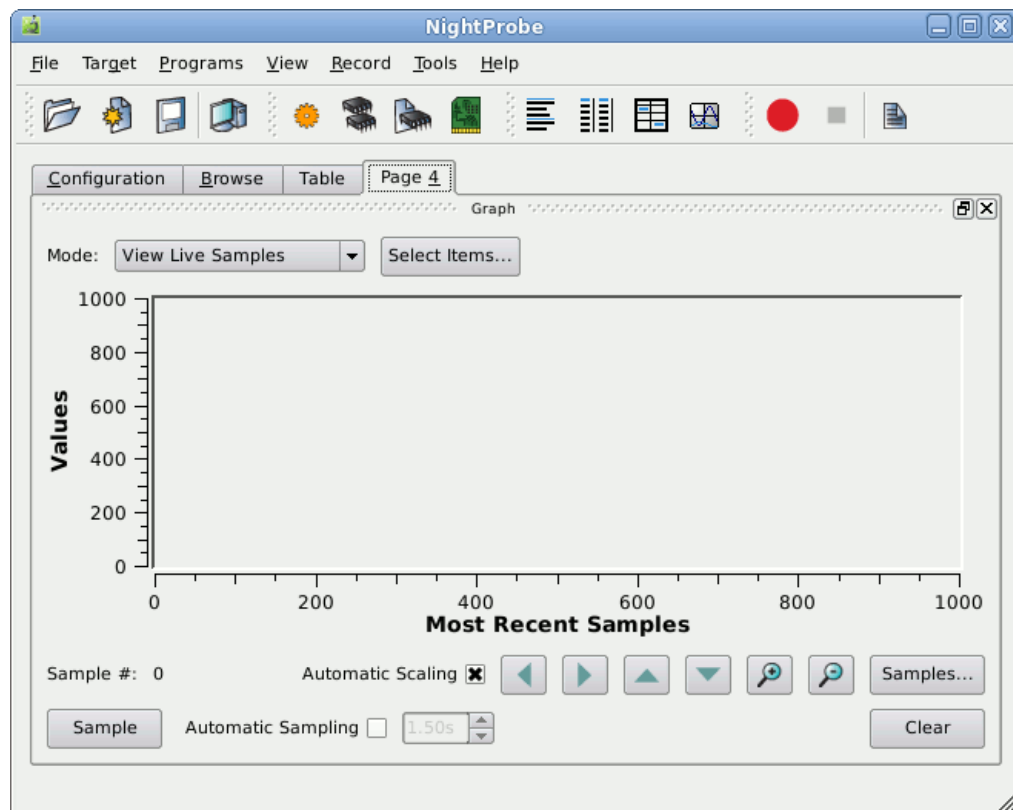 NightProbe
File Target Programs View Record Tools Help
Configuration Browse Table Page 4
Graph
Mode: View Live Samples Select Items...
1000
800
600
400
200
0
Values
0 200 400 600 800 1000
Most Recent Samples
Sample #: 0 Automatic Scaling Samples...
Sample Automatic Sampling 1.50s Clear